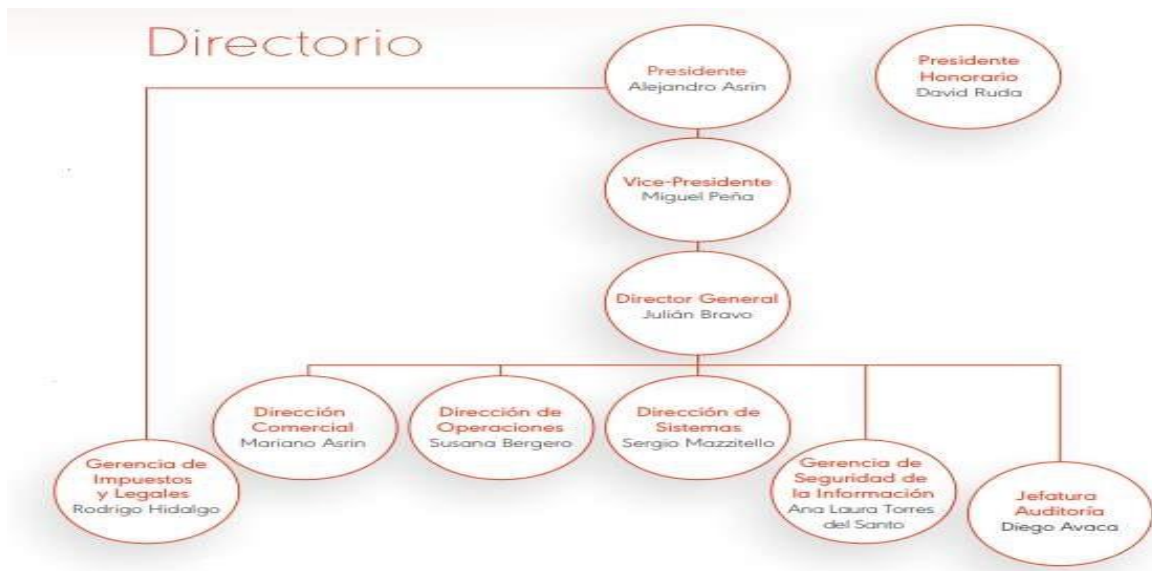 Directorio
Presidente
Alejandro Asrin
Presidente
Honorario
David Ruda
Vice-Presidente
Miguel Peña
Director General
Julián Bravo
Dirección
Comercial
Mariano Asrin
Dirección de
Operaciones
Susana Bergero
Dirección de
Sistemas
Sergio Mazzitello
Gerencia de
Impuestos
y Legales
Rodrigo Hidalgo
Gerencia de
Seguridad de
la Información
Ana Laura Torres
del Santo
Jefatura
Auditoría
Diego Avaca